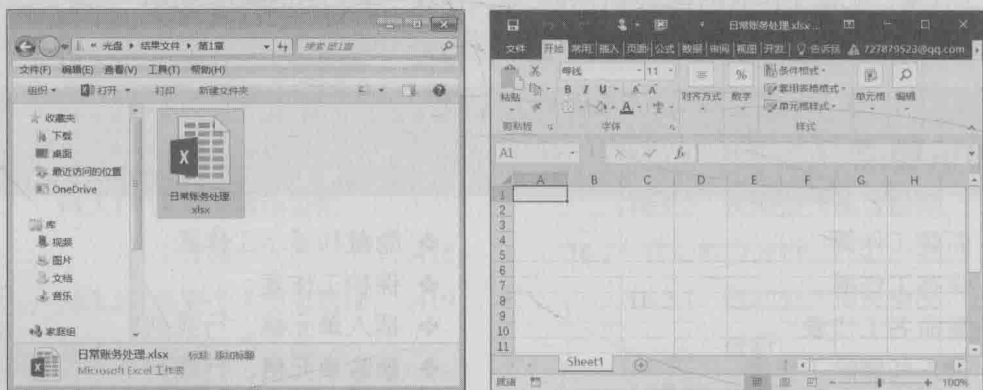 光盘 ▸ 结果文件 ▸ 第1章
搜索 第1章
文件(F) 编辑(E) 查看(V) 工具(T) 帮助(H)
组织 打开 打印 新建文件夹
收藏夹
下载
桌面
最近访问的位置
OneDrive
库
视频
图片
文档
音乐
家庭组
日常账务处理
.xlsx
日常账务处理.xlsx 标题: 添加标题
Microsoft Excel 工作表
日常账务处理.xlsx ...
文件 开始 常用 插入 页面 公式 数据 审阅 视图 开发 告诉我 727879523@qq.com
等线 11
B I U A A
A
粘贴
对齐方式 数字
条件格式
套用表格格式
单元格样式
单元格 编辑
剪贴板 字体 样式
A1 fx
A B C D E F G H
1
2
3
4
5
6
7
8
9
10
11
Sheet1
就绪 100%